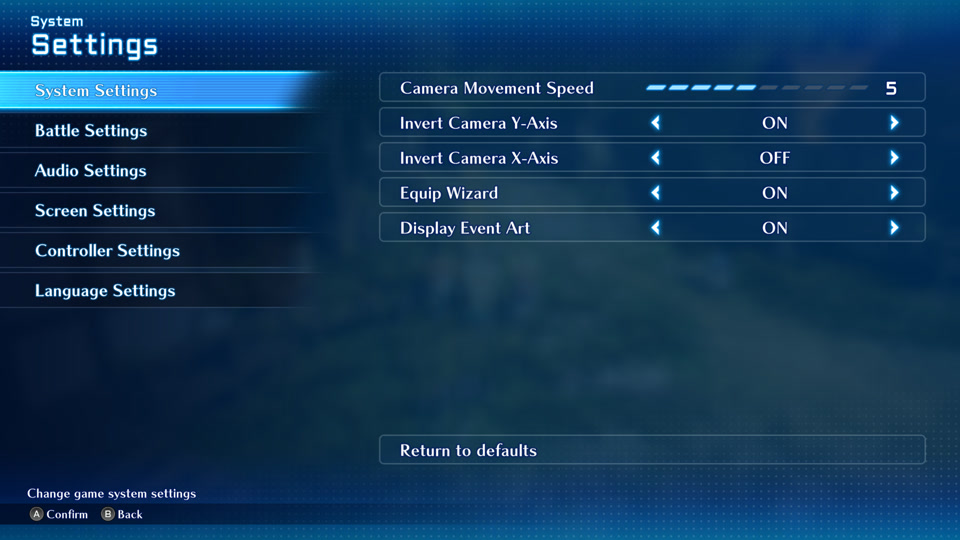 System
Settings
System Settings
Battle Settings
Audio Settings
Screen Settings
Controller Settings
Language Settings
Camera Movement Speed 5
Invert Camera Y-Axis ON
Invert Camera X-Axis OFF
Equip Wizard ON
Display Event Art ON
Return to defaults
Change game system settings
A Confirm B Back